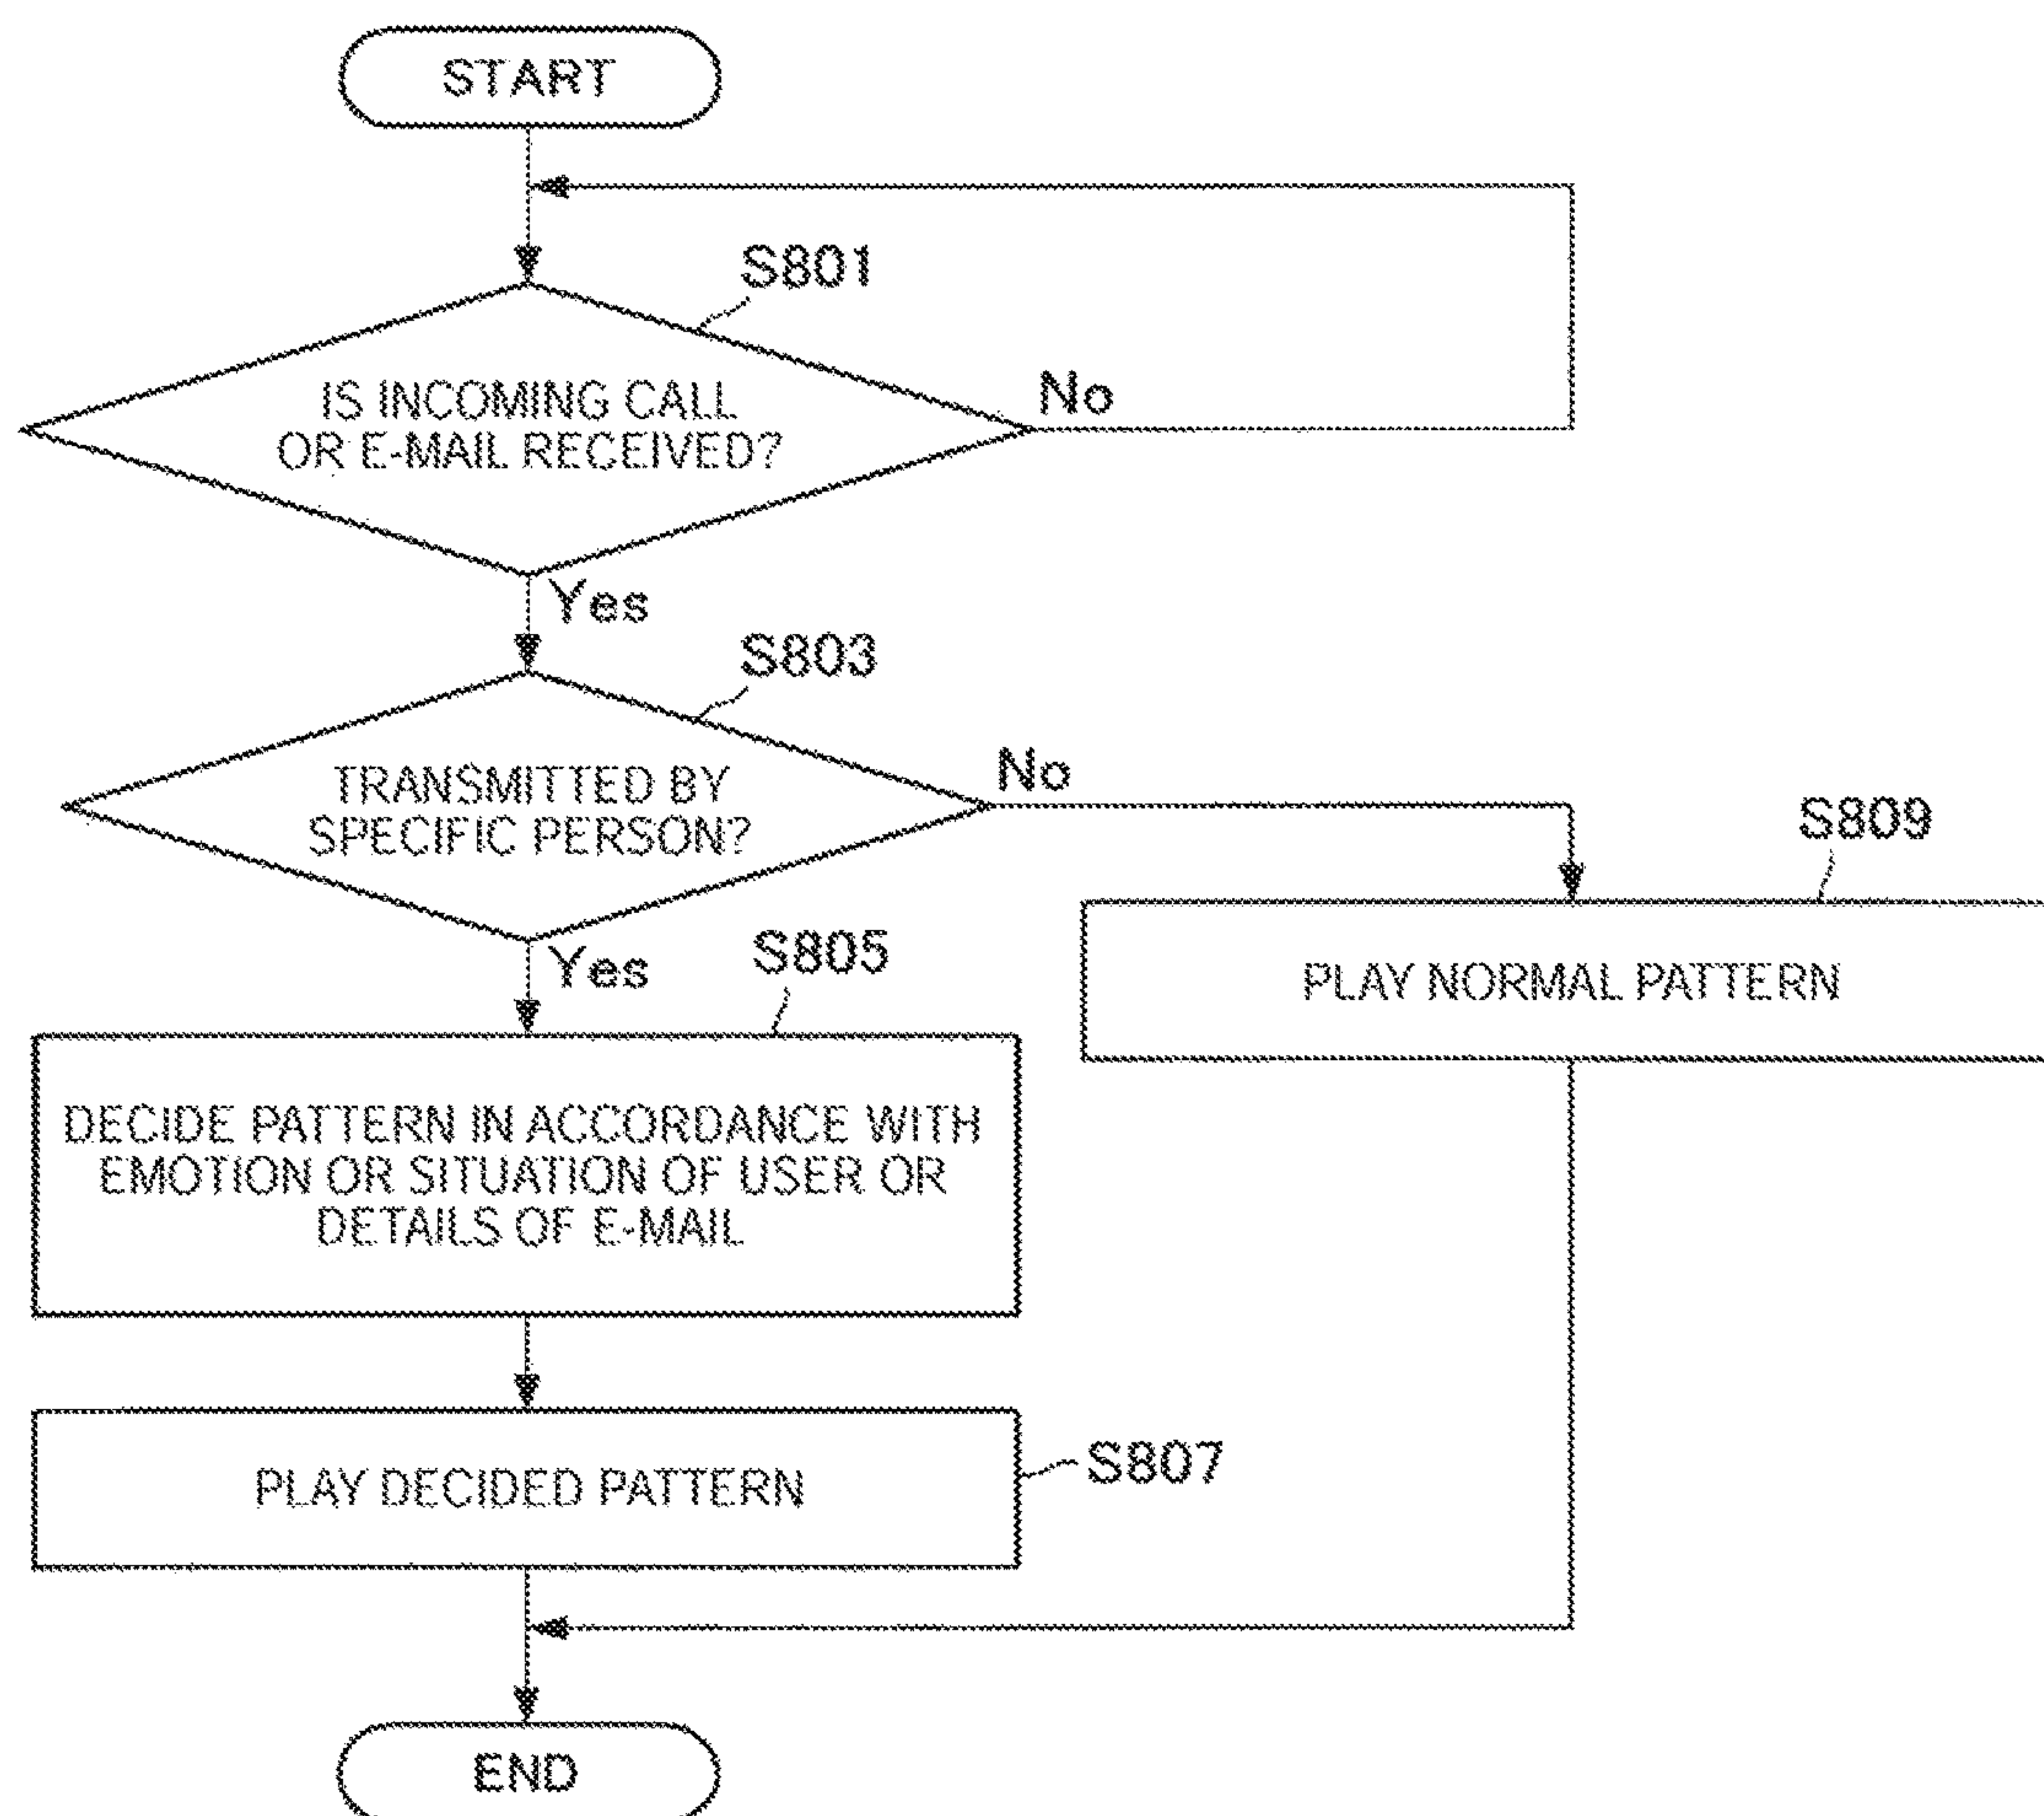 START
S801
IS INCOMING CALL
OR E-MAIL RECEIVED?
No
Yes
S803
TRANSMITTED BY
SPECIFIC PERSON?
No
S809
PLAY NORMAL PATTERN
Yes
S805
DECIDE PATTERN IN ACCORDANCE WITH
EMOTION OR SITUATION OF USER OR
DETAILS OF E-MAIL
PLAY DECIDED PATTERN
S807
END